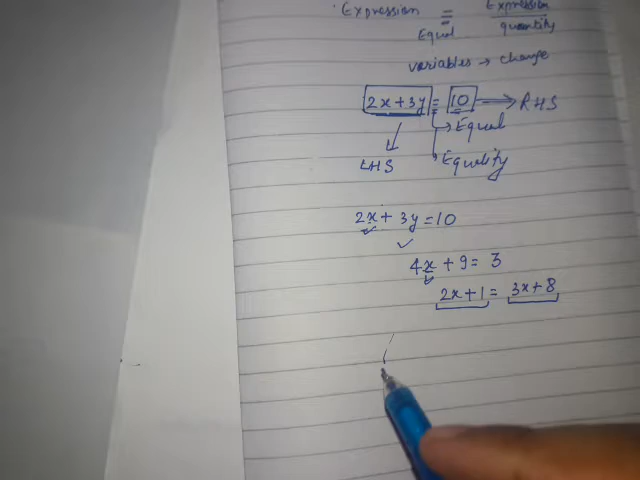 Expression = Expression
Equal quantity
variables → change
2x+3y = 10 → RHS
→ Equal
LHS Equality
2x + 3y = 10
4x + 9 = 3
2x+1 = 3x+8